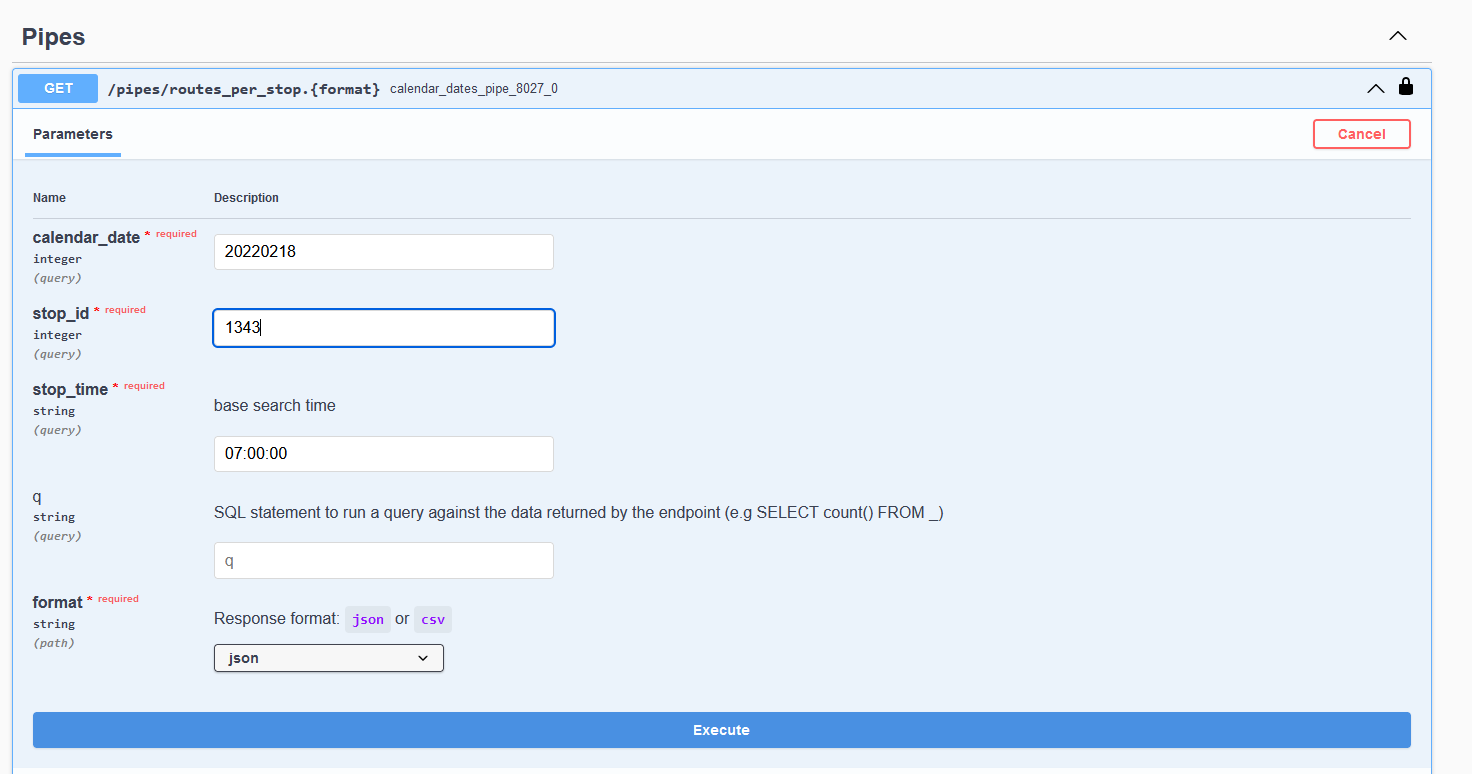 Pipes
GET /pipes/routes_per_stop.{format} calendar_dates_pipe_8027_0
Parameters Cancel
Name Description
calendar_date * required
integer
(query)
20220218
stop_id * required
integer
(query)
1343
stop_time * required
string
(query)
base search time
07:00:00
q
string
(query)
SQL statement to run a query against the data returned by the endpoint (e.g SELECT count() FROM _)
q
format * required
string
(path)
Response format: json or csv
json
Execute